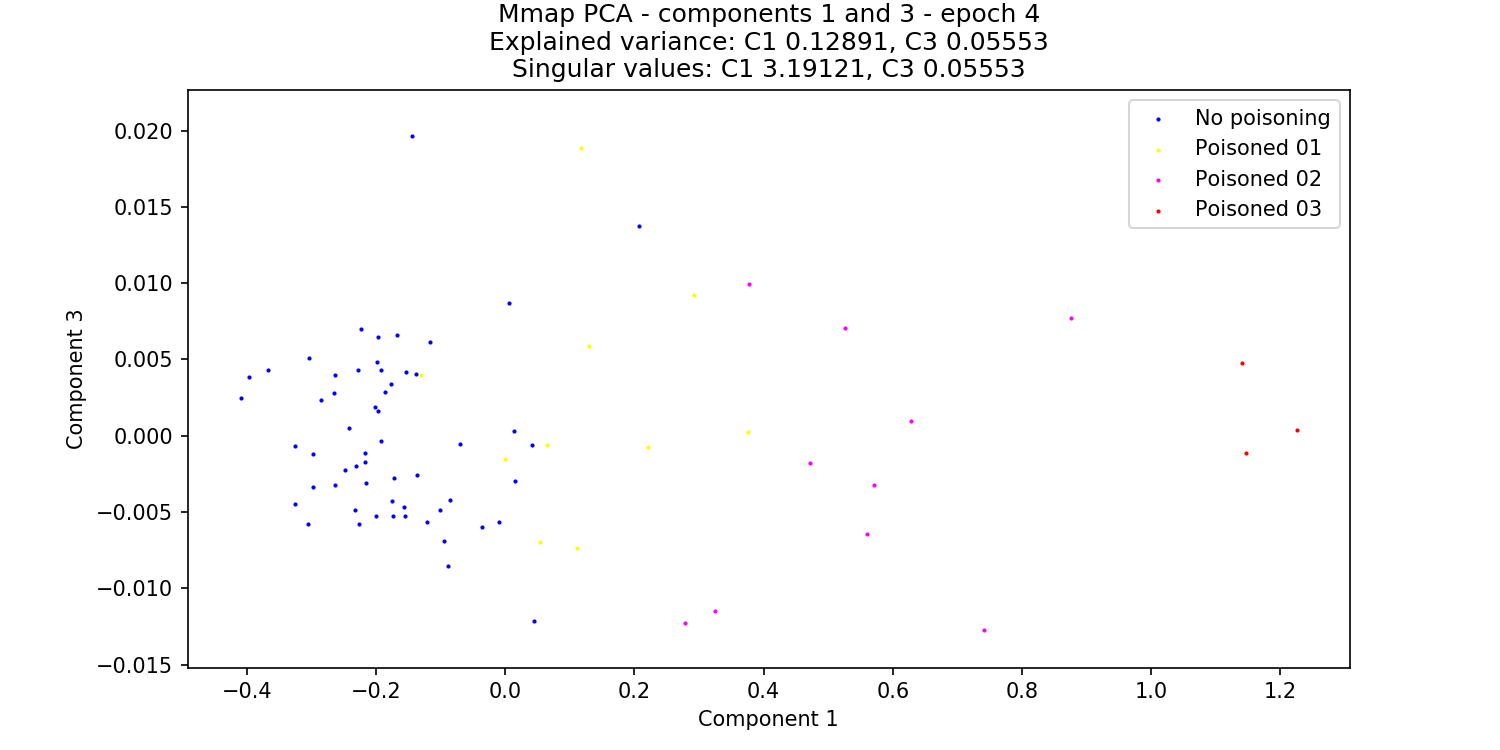 Mmap PCA - components 1 and 3 - epoch 4
Explained variance: C1 0.12891, C3 0.05553
Singular values: C1 3.19121, C3 0.05553
No poisoning
Poisoned 01
Poisoned 02
Poisoned 03
Component 3
0.020
0.015
0.010
0.005
0.000
−0.005
−0.010
−0.015
−0.4
−0.2
0.0
0.2
0.4
0.6
0.8
1.0
1.2
Component 1